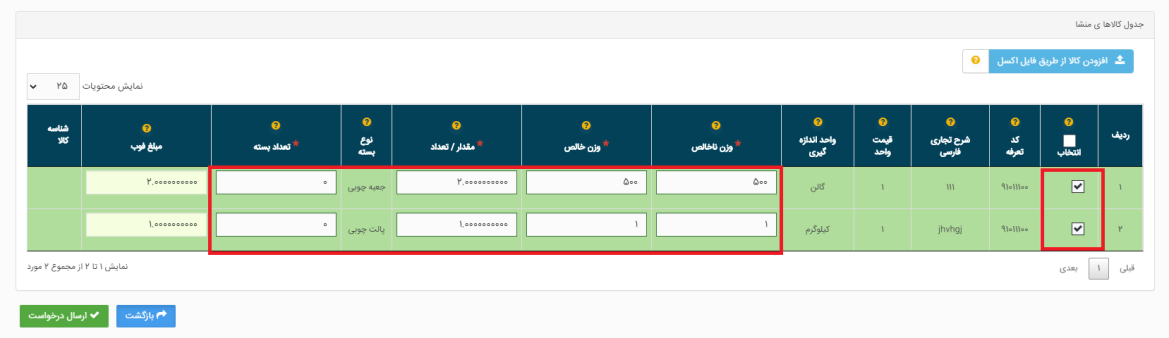 جدول کالاها ی منشا
افزودن کالا از طریق فایل اکسل
نمایش محتویات ۲۵
ردیف انتخاب کد تعرفه شرح تجاری فارسی قیمت واحد واحد اندازه گیری * وزن ناخالص * وزن خالص * مقدار / تعداد نوع بسته * تعداد بسته مبلغ فوب شناسه کالا
۱ ۹۱۰۱۱۱۰۰ ۱۱۱ ۱ گالن ۵۰۰ ۵۰۰ ۲.۰۰۰۰۰۰۰۰۰۰ جعبه چوبی ۰ ۲.۰۰۰۰۰۰۰۰۰۰
۲ ۹۱۰۱۱۱۰۰ jhvhgj ۱ کیلوگرم ۱ ۱ ۱.۰۰۰۰۰۰۰۰۰۰ پالت چوبی ۰ ۱.۰۰۰۰۰۰۰۰۰۰
قبلی ۱ بعدی
نمایش ۱ تا ۲ از مجموع ۲ مورد
بازگشت
ارسال درخواست